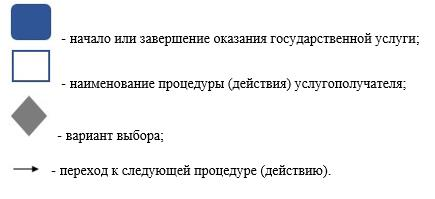 - начало или завершение оказания государственной услуги;
- наименование процедуры (действия) услугополучателя;
- вариант выбора;
- переход к следующей процедуре (действию).